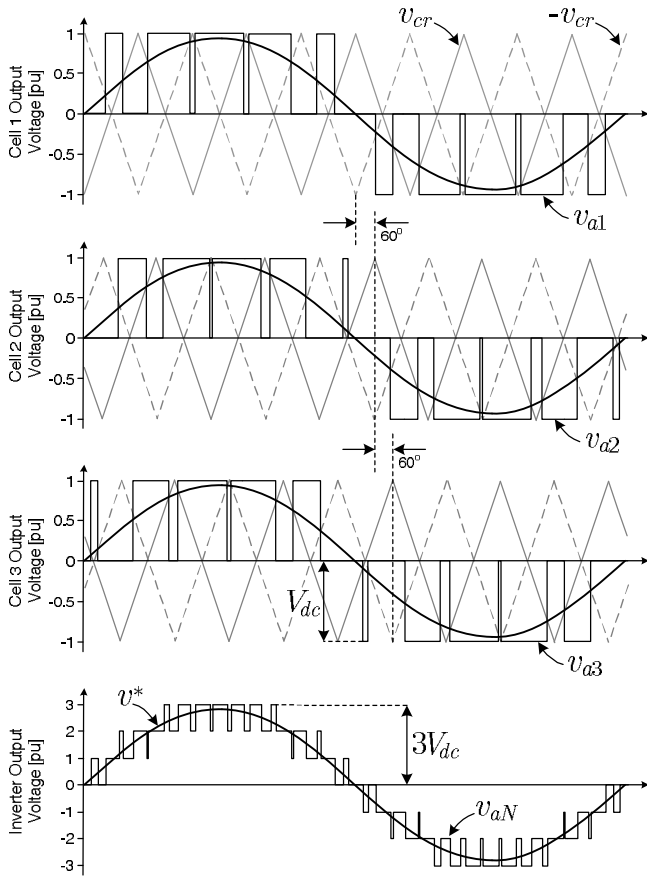 v_cr
-v_cr
Cell 1 Output
Voltage [pu]
1
0.5
0
-0.5
-1
v_a1
60°
Cell 2 Output
Voltage [pu]
1
0.5
0
-0.5
-1
v_a2
60°
Cell 3 Output
Voltage [pu]
1
0.5
0
-0.5
-1
V_dc
v_a3
Inverter Output
Voltage [pu]
3
2
1
0
-1
-2
-3
v*
3V_dc
v_aN